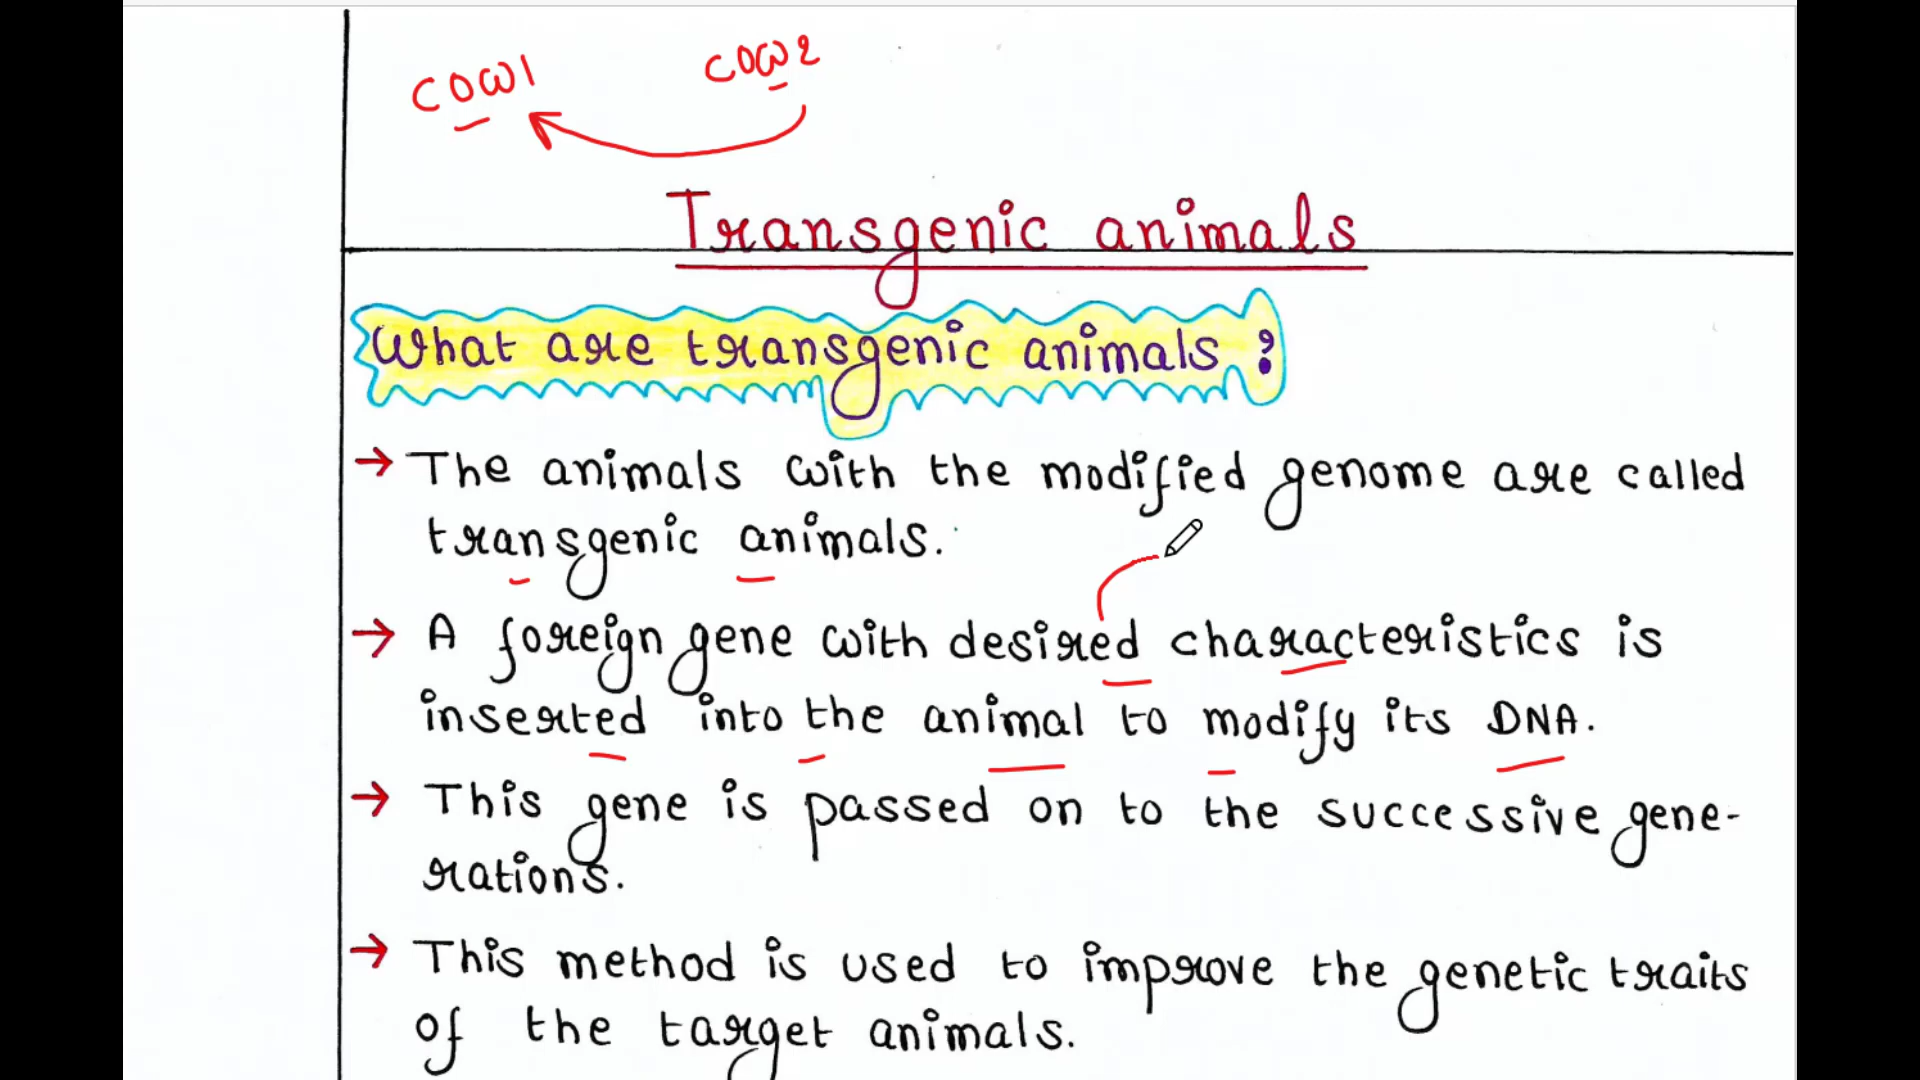 cow1 cow2
Transgenic animals
What are transgenic animals ?
→ The animals with the modified genome are called
transgenic animals.
→ A foreign gene with desired characteristics is
inserted into the animal to modify its DNA.
→ This gene is passed on to the successive gene-
rations.
→ This method is used to improve the genetic traits
of the target animals.